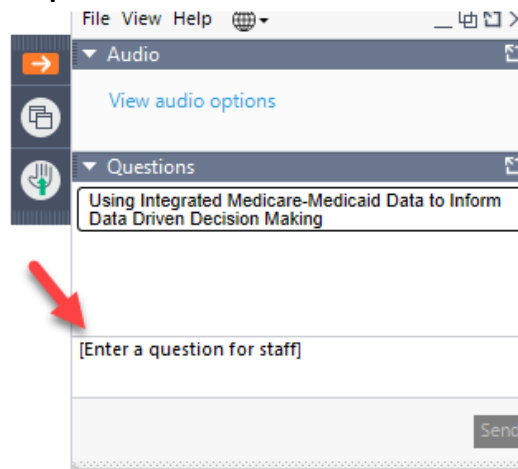 File View Help
Audio
View audio options
Questions
Using Integrated Medicare-Medicaid Data to Inform
Data Driven Decision Making
[Enter a question for staff]
Send